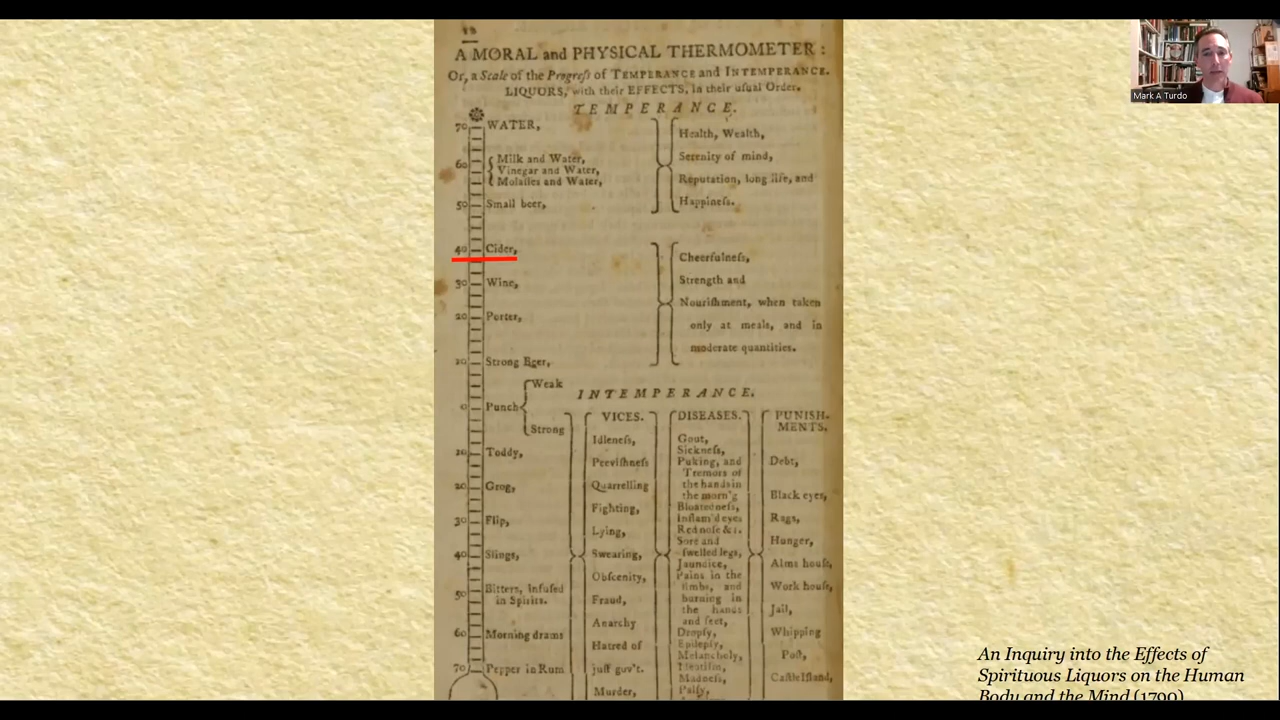 12
A MORAL and PHYSICAL THERMOMETER:
Or, a Scale of the Progreſs of TEMPERANCE and INTEMPERANCE.
LIQUORS, with their EFFECTS, in their uſual Order.
TEMPERANCE.
70 WATER,
60 Milk and Water,
Vinegar and Water,
Molaſſes and Water,
50 Small beer,
Health, Wealth,
Serenity of mind,
Reputation, long life, and
Happineſs.
40 Cider,
30 Wine,
20 Porter,
10 Strong Beer,
Cheerfulneſs,
Strength and
Nouriſhment, when taken
only at meals, and in
moderate quantities.
INTEMPERANCE.
0 Punch
Weak
Strong
10 Toddy,
20 Grog,
30 Flip,
40 Slings,
50 Bitters, infuſed
in Spirits.
60 Morning drams
70 Pepper in Rum
VICES.
Idleneſs,
Peeviſhneſs
Quarrelling
Fighting,
Lying,
Swearing,
Obſcenity,
Fraud,
Anarchy
Hatred of
juſt gov't.
Murder,
DISEASES.
Gout,
Sickneſs,
Puking, and
Tremors of
the hands in
the morn'g
Bloatedneſs,
Inflam'd eyes
Red noſe &
Sore and
ſwelled legs,
Jaundice,
Pains in the
limbs, and
burning in
the hands
and feet,
Dropſy,
Epilepſy,
Melancholy,
Madneſs,
Palſy,
PUNISH-
MENTS.
Debt,
Black eyes,
Rags,
Hunger,
Alms houſe,
Work houſe,
Jail,
Whipping
Poſt,
Caſtle Iſland,
Mark A Turdo
An Inquiry into the Effects of
Spirituous Liquors on the Human
Body and the Mind (1790)